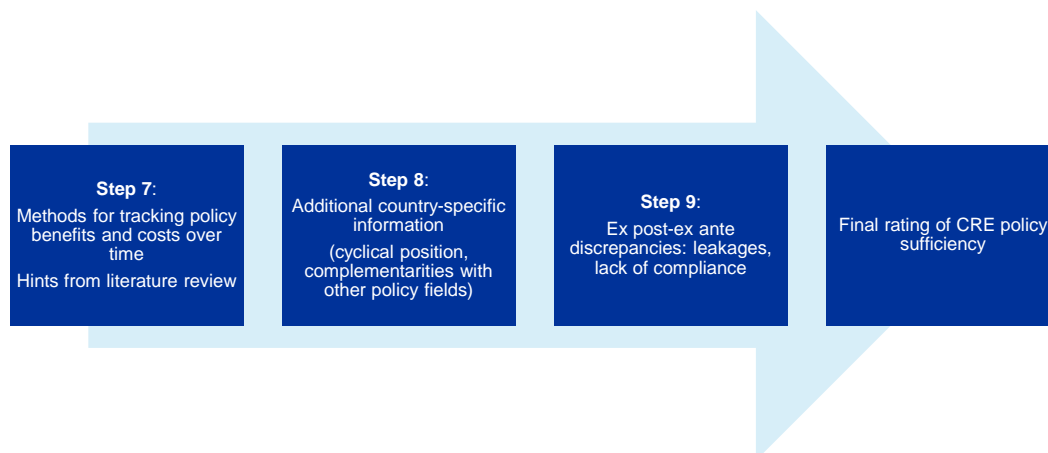 Step 7:
Methods for tracking policy
benefits and costs over
time
Hints from literature review
Step 8:
Additional country-specific
information
(cyclical position,
complementarities with
other policy fields)
Step 9:
Ex post-ex ante
discrepancies: leakages,
lack of compliance
Final rating of CRE policy
sufficiency